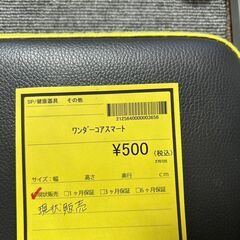 SP/健康器具　その他
2125640000003656
ワンダーコアスマート
¥500 (税込)
サイズ：幅　高さ　奥行　cm
☑現状販売 □1ヶ月保証 □3ヶ月保証 □6ヶ月保証
現状販売